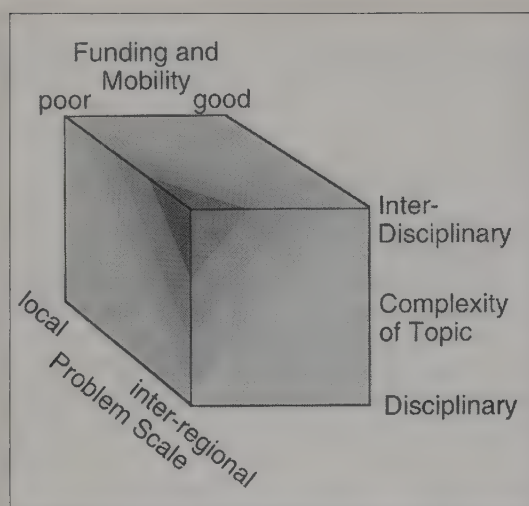 Funding and
Mobility
poor good
Inter-
Disciplinary
Complexity
of Topic
local
inter-regional
Problem Scale
Disciplinary